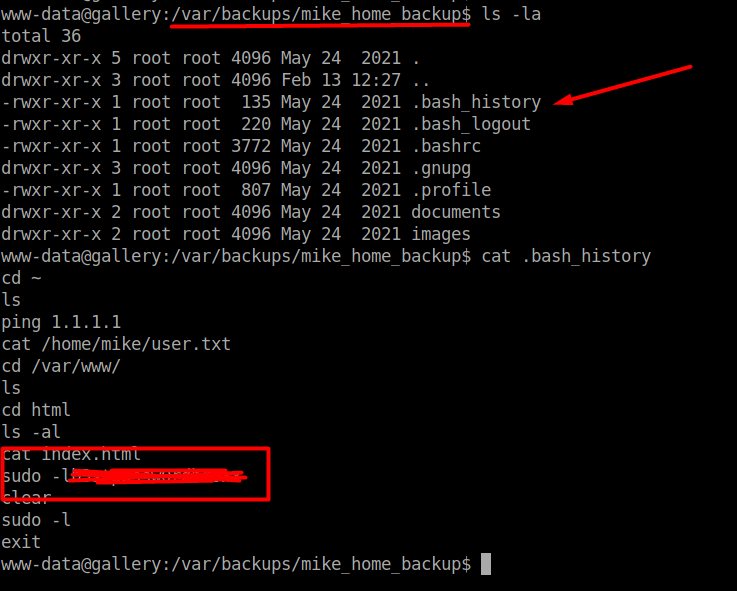 www-data@gallery:/var/backups/mike_home_backup$ ls -la
total 36
drwxr-xr-x 5 root root 4096 May 24  2021 .
drwxr-xr-x 3 root root 4096 Feb 13 12:27 ..
-rwxr-xr-x 1 root root  135 May 24  2021 .bash_history
-rwxr-xr-x 1 root root  220 May 24  2021 .bash_logout
-rwxr-xr-x 1 root root 3772 May 24  2021 .bashrc
drwxr-xr-x 3 root root 4096 May 24  2021 .gnupg
-rwxr-xr-x 1 root root  807 May 24  2021 .profile
drwxr-xr-x 2 root root 4096 May 24  2021 documents
drwxr-xr-x 2 root root 4096 May 24  2021 images
www-data@gallery:/var/backups/mike_home_backup$ cat .bash_history
cd ~
ls
ping 1.1.1.1
cat /home/mike/user.txt
cd /var/www/
ls
cd html
ls -al
cat index.html
sudo
clear
sudo -l
exit
www-data@gallery:/var/backups/mike_home_backup$